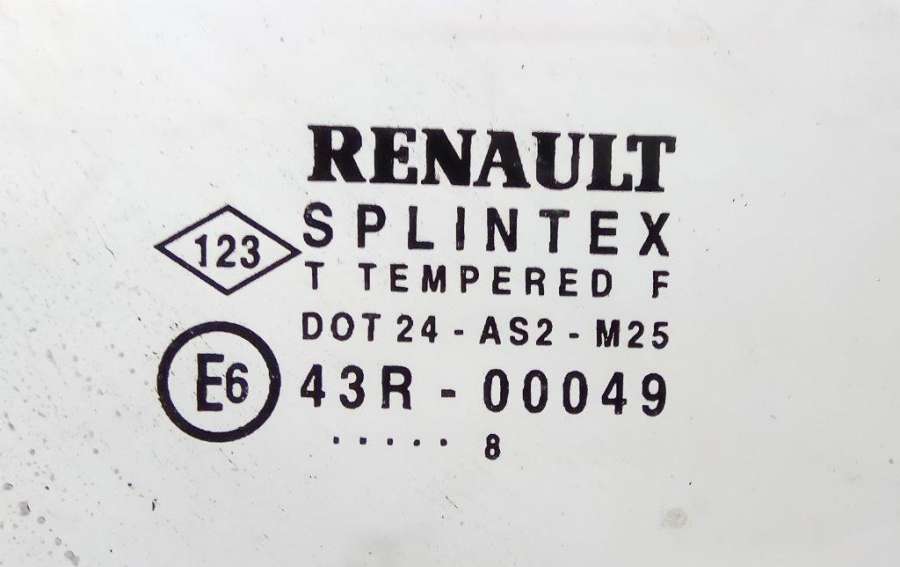 RENAULT
SPLINTEX
123
T TEMPERED F
DOT 24 - AS2 - M25
E6 43R - 00049
..... 8